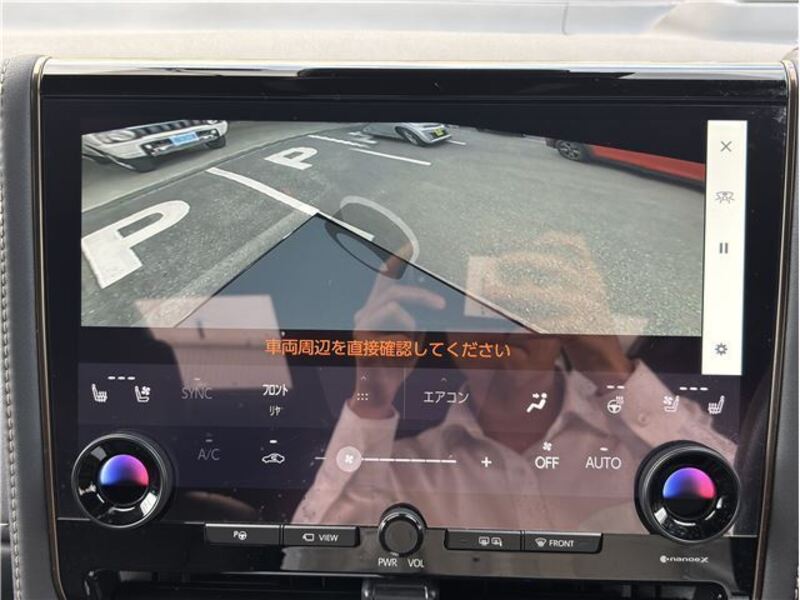 P
P
車両周辺を直接確認してください
SYNC
フロント
リヤ
エアコン
A/C
+
OFF
AUTO
P
VIEW
PWR
VOL
FRONT
nanoeX